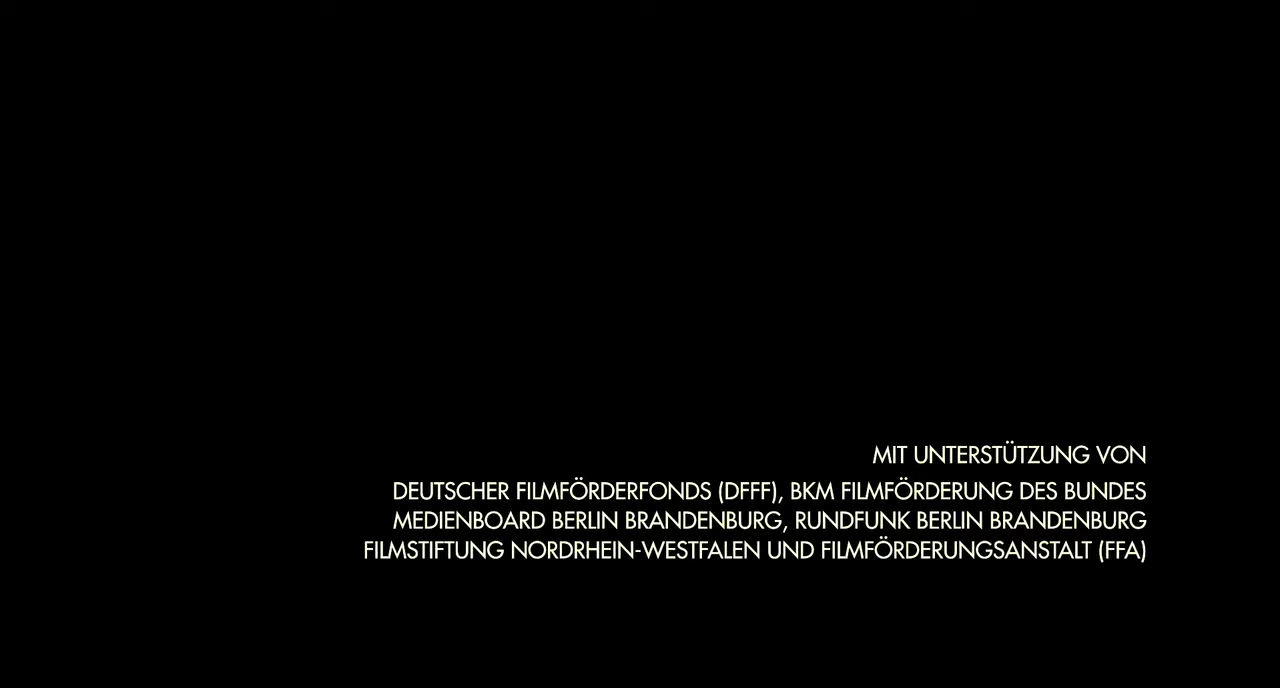 MIT UNTERSTÜTZUNG VON
DEUTSCHER FILMFÖRDERFONDS (DFFF), BKM FILMFÖRDERUNG DES BUNDES
MEDIENBOARD BERLIN BRANDENBURG, RUNDFUNK BERLIN BRANDENBURG
FILMSTIFTUNG NORDRHEIN-WESTFALEN UND FILMFÖRDERUNGSANSTALT (FFA)